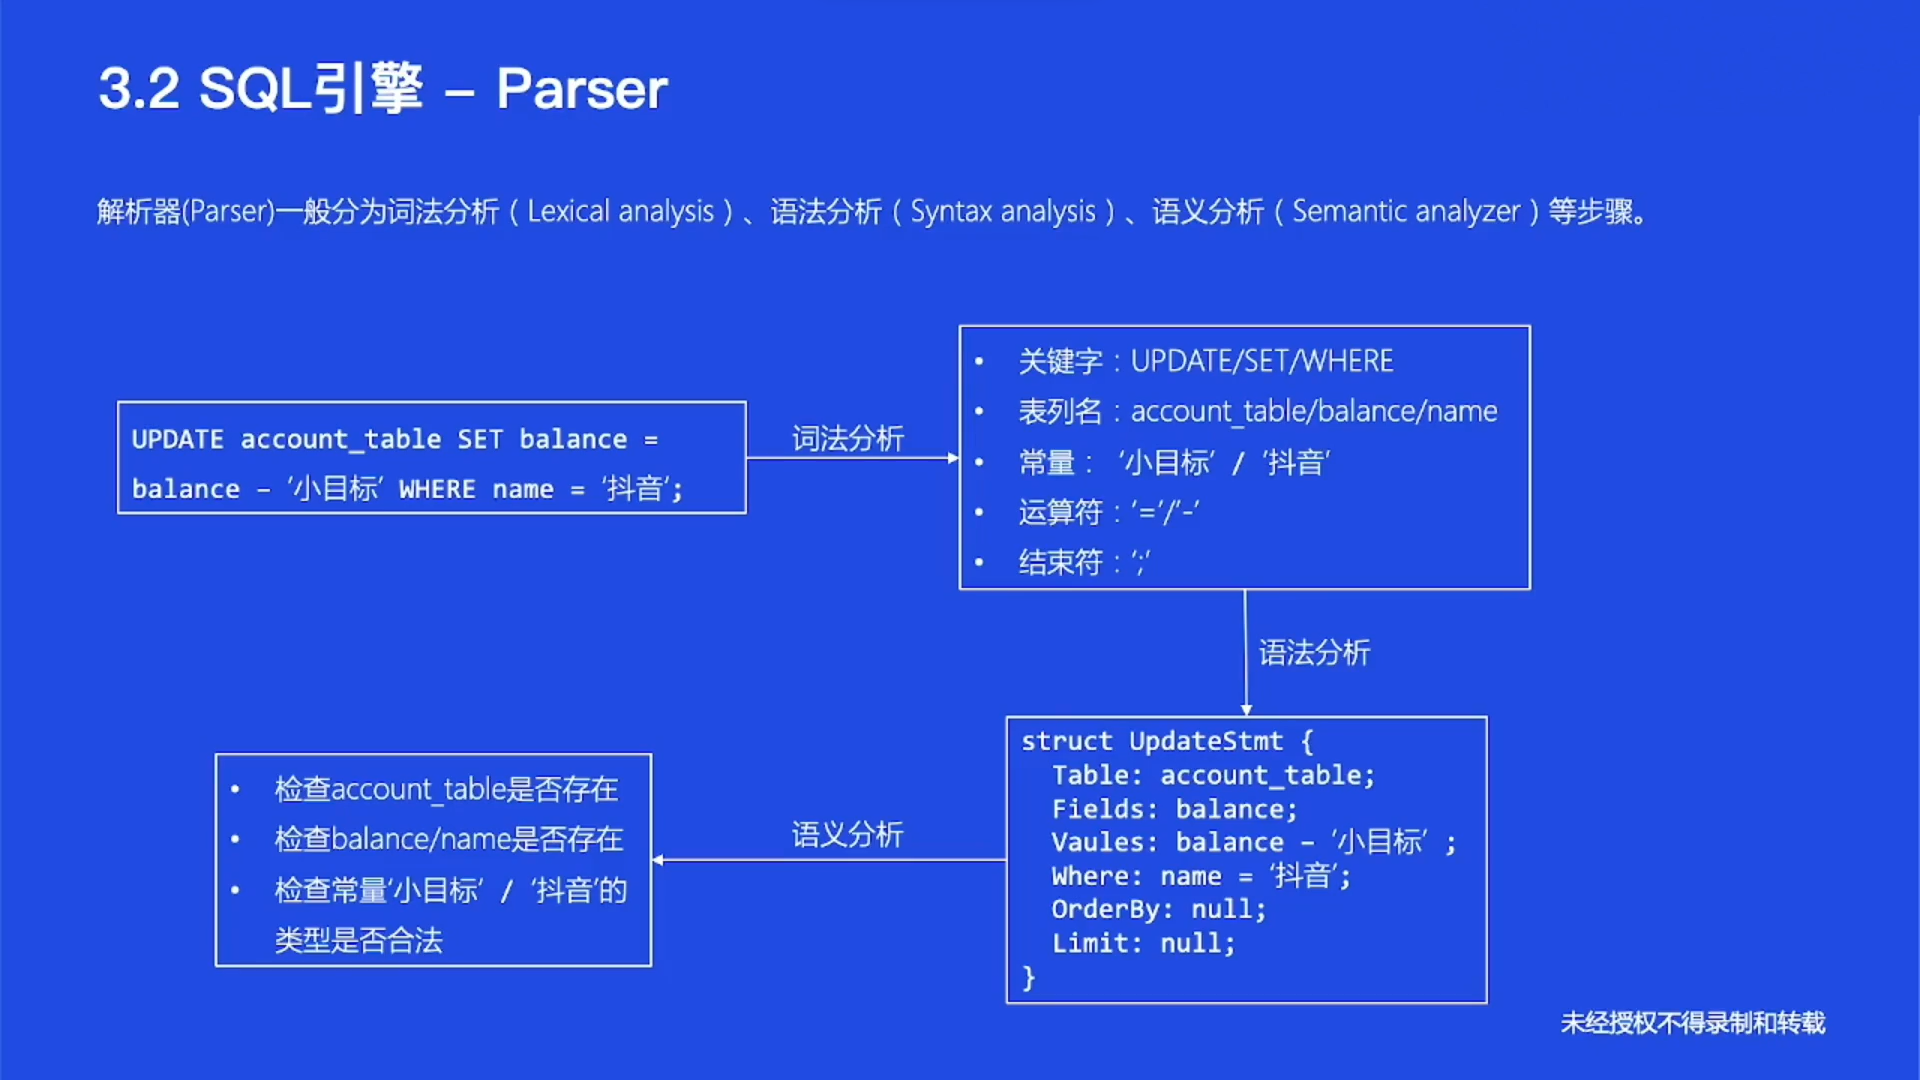 3.2 SQL引擎 – Parser
解析器(Parser)一般分为词法分析（Lexical analysis）、语法分析（Syntax analysis）、语义分析（Semantic analyzer）等步骤。
UPDATE account_table SET balance =
balance – ‘小目标’ WHERE name = ‘抖音’;
词法分析
• 关键字：UPDATE/SET/WHERE
• 表列名：account_table/balance/name
• 常量： ‘小目标’ / ‘抖音’
• 运算符：‘=’/‘-’
• 结束符：‘;’
语法分析
struct UpdateStmt {
Table: account_table;
Fields: balance;
Vaules: balance – ‘小目标’ ;
Where: name = ‘抖音’;
OrderBy: null;
Limit: null;
}
语义分析
• 检查account_table是否存在
• 检查balance/name是否存在
• 检查常量‘小目标’ / ‘抖音’的
类型是否合法
未经授权不得录制和转载